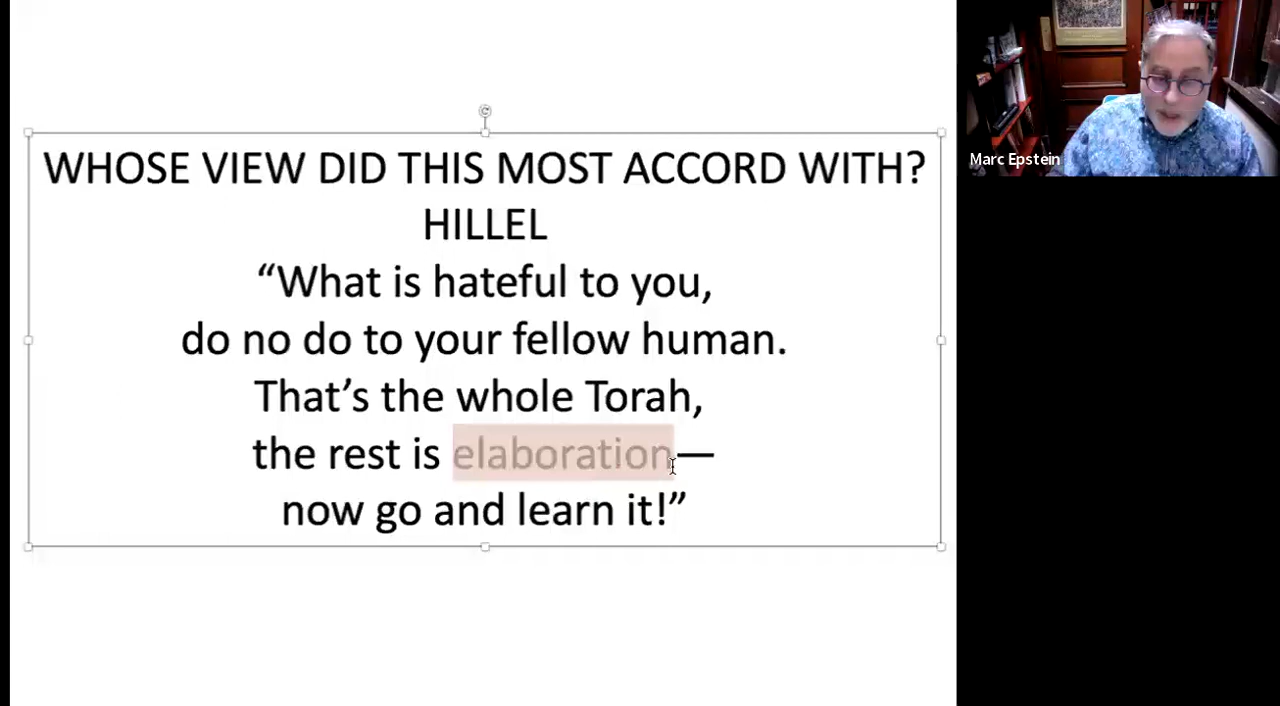 WHOSE VIEW DID THIS MOST ACCORD WITH?
HILLEL
“What is hateful to you,
do no do to your fellow human.
That’s the whole Torah,
the rest is elaboration—
now go and learn it!”
Marc Epstein